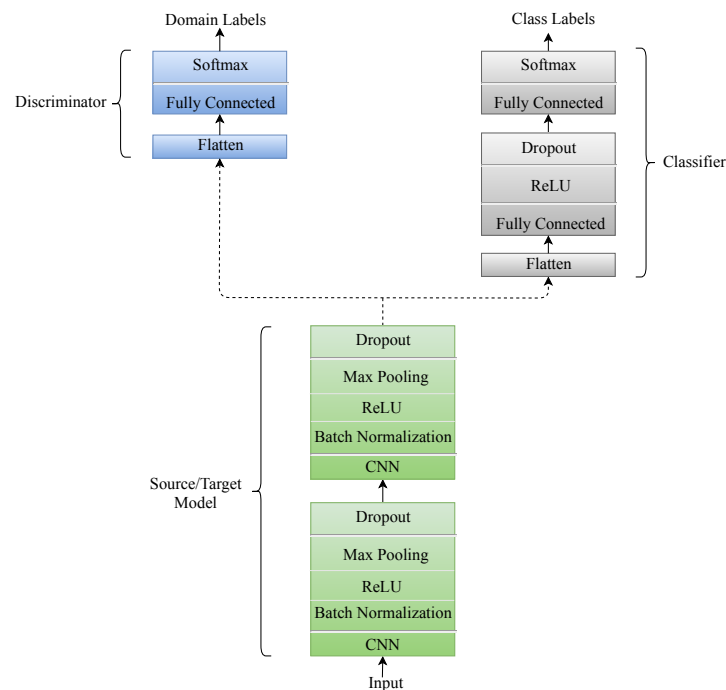 Domain Labels
Softmax
Fully Connected
Flatten
Discriminator
Class Labels
Softmax
Fully Connected
Dropout
ReLU
Fully Connected
Flatten
Classifier
Dropout
Max Pooling
ReLU
Batch Normalization
CNN
Source/Target
Model
Dropout
Max Pooling
ReLU
Batch Normalization
CNN
Input